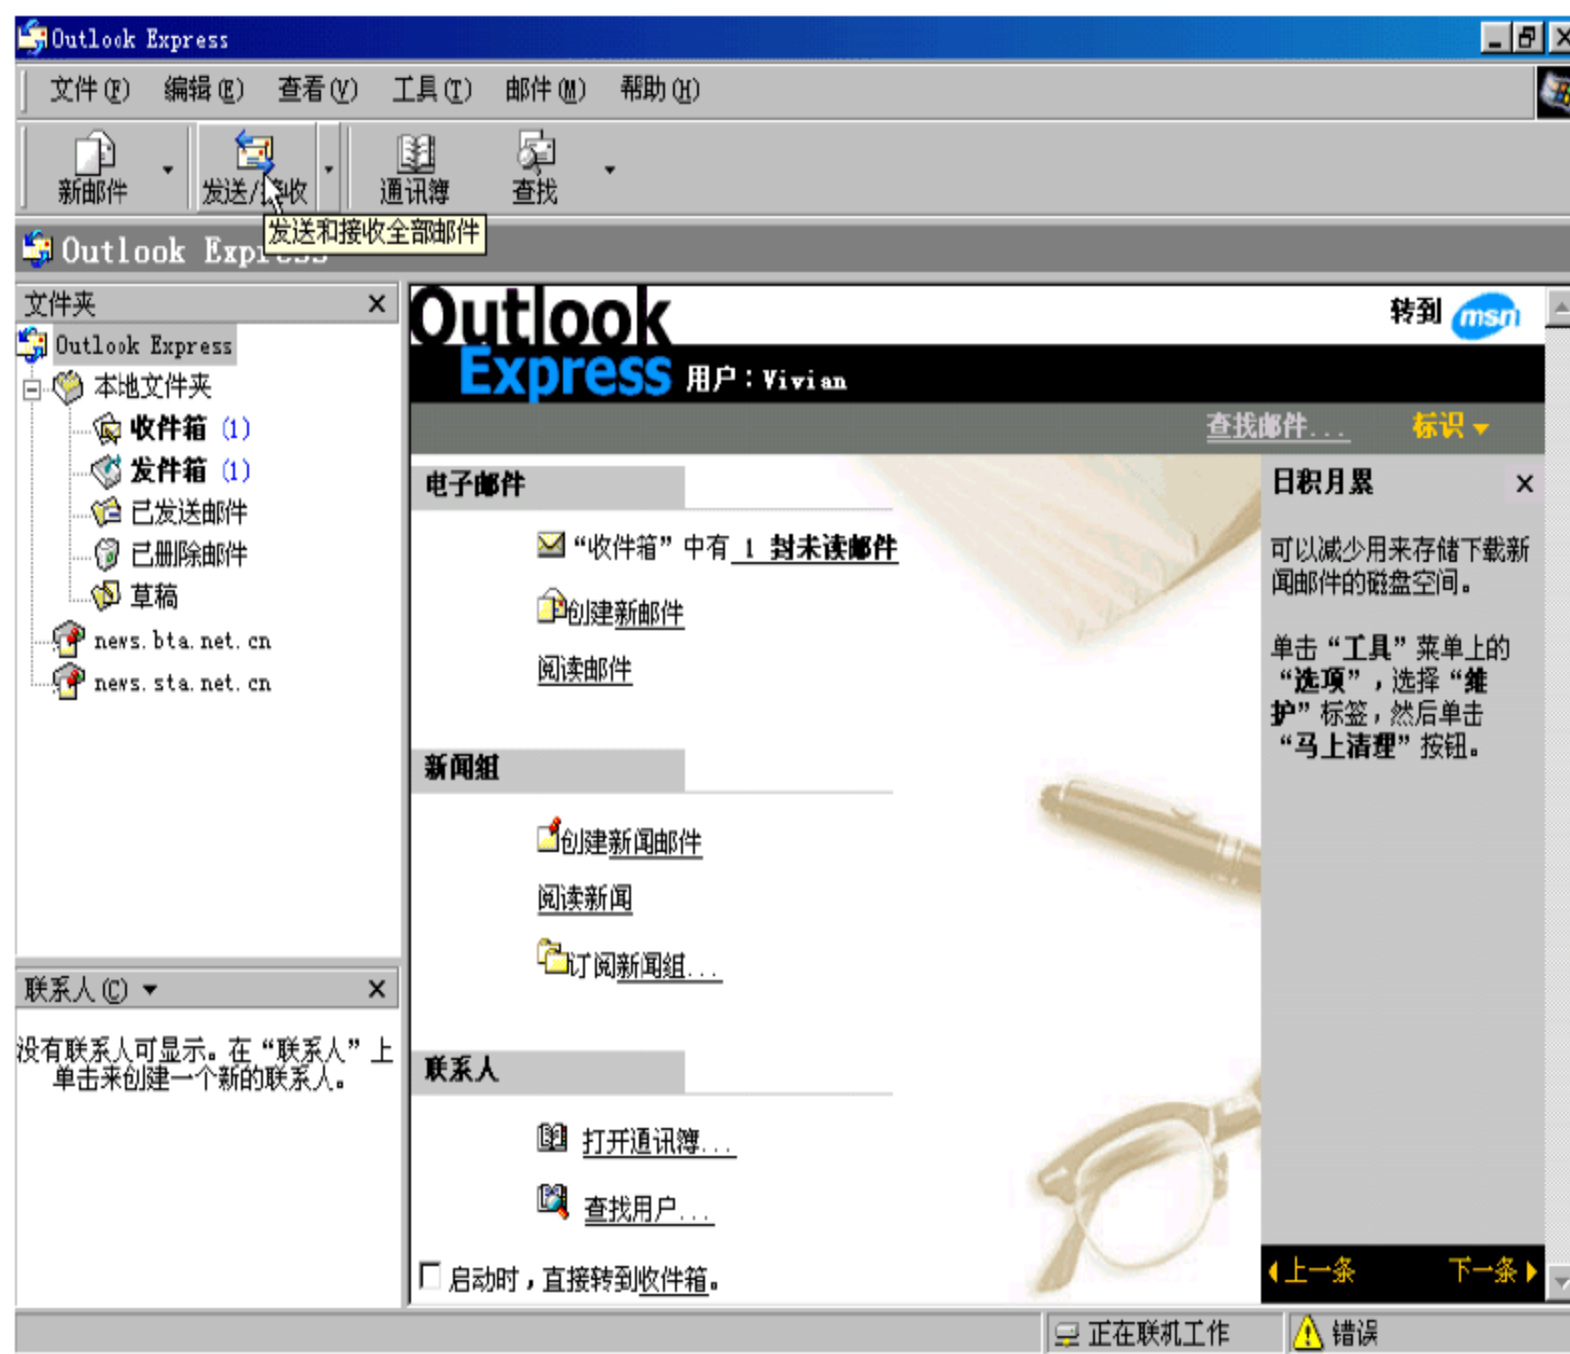 Outlook Express
文件(F) 编辑(E) 查看(V) 工具(T) 邮件(M) 帮助(H)
新邮件 发送/接收 通讯簿 查找
发送和接收全部邮件
Outlook Express
文件夹
Outlook Express
本地文件夹
收件箱 (1)
发件箱 (1)
已发送邮件
已删除邮件
草稿
news.bta.net.cn
news.sta.net.cn
联系人(C)
没有联系人可显示。在“联系人”上
单击来创建一个新的联系人。
Outlook
Express 用户：Vivian
转到 msn
查找邮件... 标识
电子邮件
“收件箱”中有 1 封未读邮件
创建新邮件
阅读邮件
新闻组
创建新闻邮件
阅读新闻
订阅新闻组...
联系人
打开通讯簿...
查找用户...
启动时，直接转到收件箱。
日积月累
可以减少用来存储下载新
闻邮件的磁盘空间。
单击“工具”菜单上的
“选项”，选择“维
护”标签，然后单击
“马上清理”按钮。
上一条 下一条
正在联机工作 错误